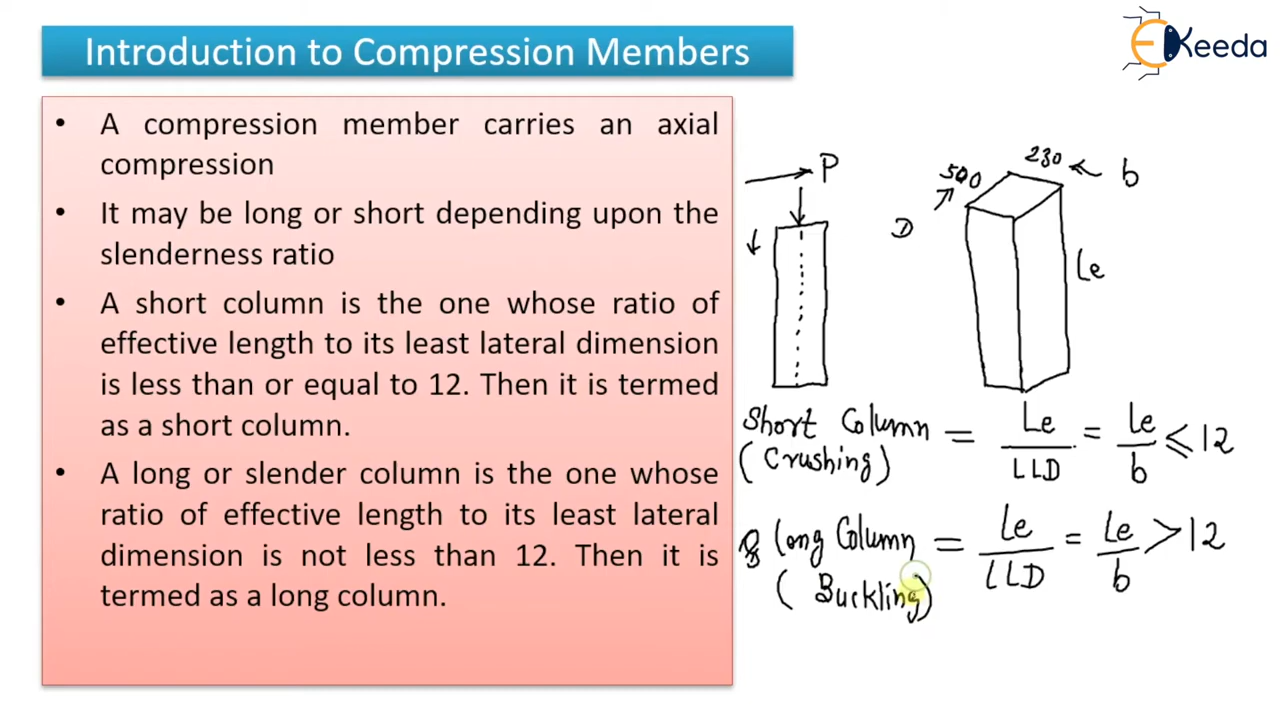 Introduction to Compression Members
EKeeda
• A compression member carries an axial
compression
• It may be long or short depending upon the
slenderness ratio
• A short column is the one whose ratio of
effective length to its least lateral dimension
is less than or equal to 12. Then it is termed
as a short column.
• A long or slender column is the one whose
ratio of effective length to its least lateral
dimension is not less than 12. Then it is
termed as a long column.
P
500
230
b
D
Le
Short Column = Le/LLD = Le/b ≤ 12
(Crushing)
Long Column = Le/LLD = Le/b > 12
(Buckling)